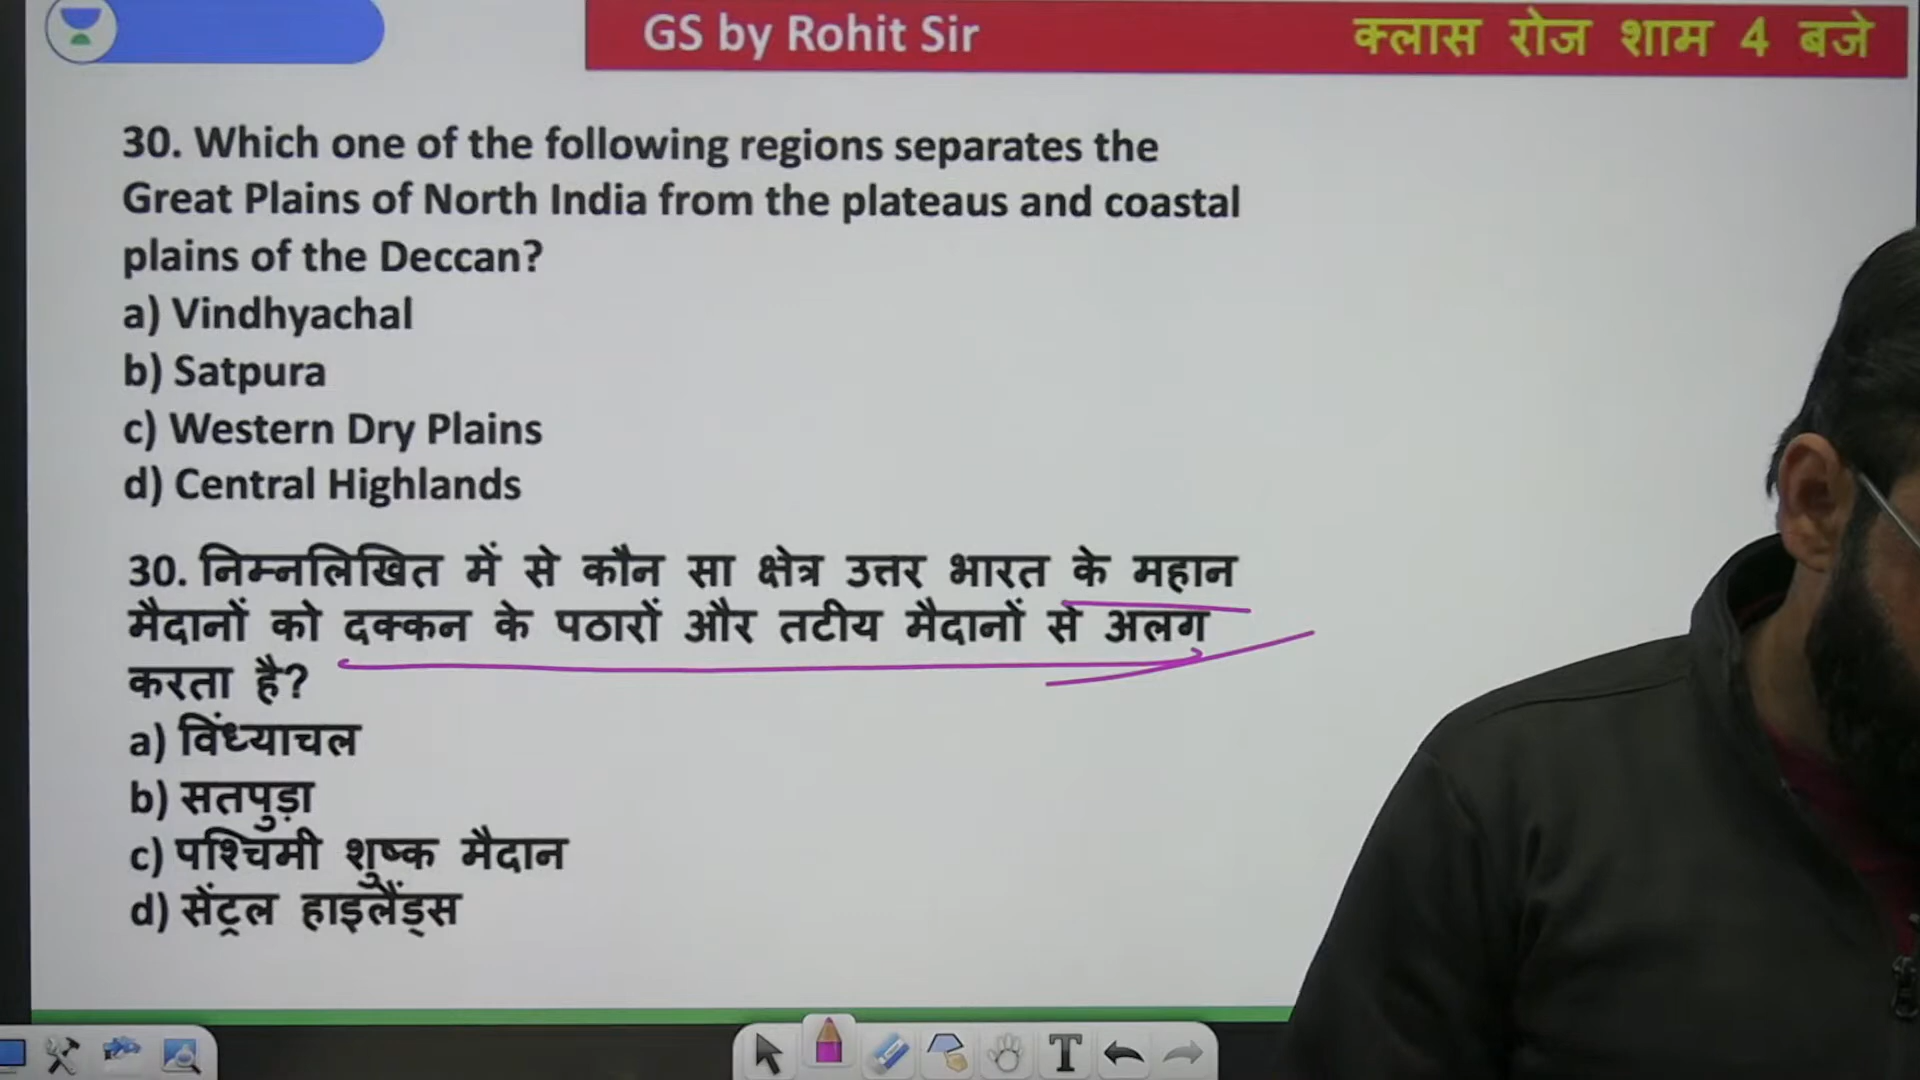 GS by Rohit Sir
क्लास रोज शाम 4 बजे
30. Which one of the following regions separates the
Great Plains of North India from the plateaus and coastal
plains of the Deccan?
a) Vindhyachal
b) Satpura
c) Western Dry Plains
d) Central Highlands
30. निम्नलिखित में से कौन सा क्षेत्र उत्तर भारत के महान
मैदानों को दक्कन के पठारों और तटीय मैदानों से अलग
करता है?
a) विंध्याचल
b) सतपुड़ा
c) पश्चिमी शुष्क मैदान
d) सेंट्रल हाइलैंड्स
T